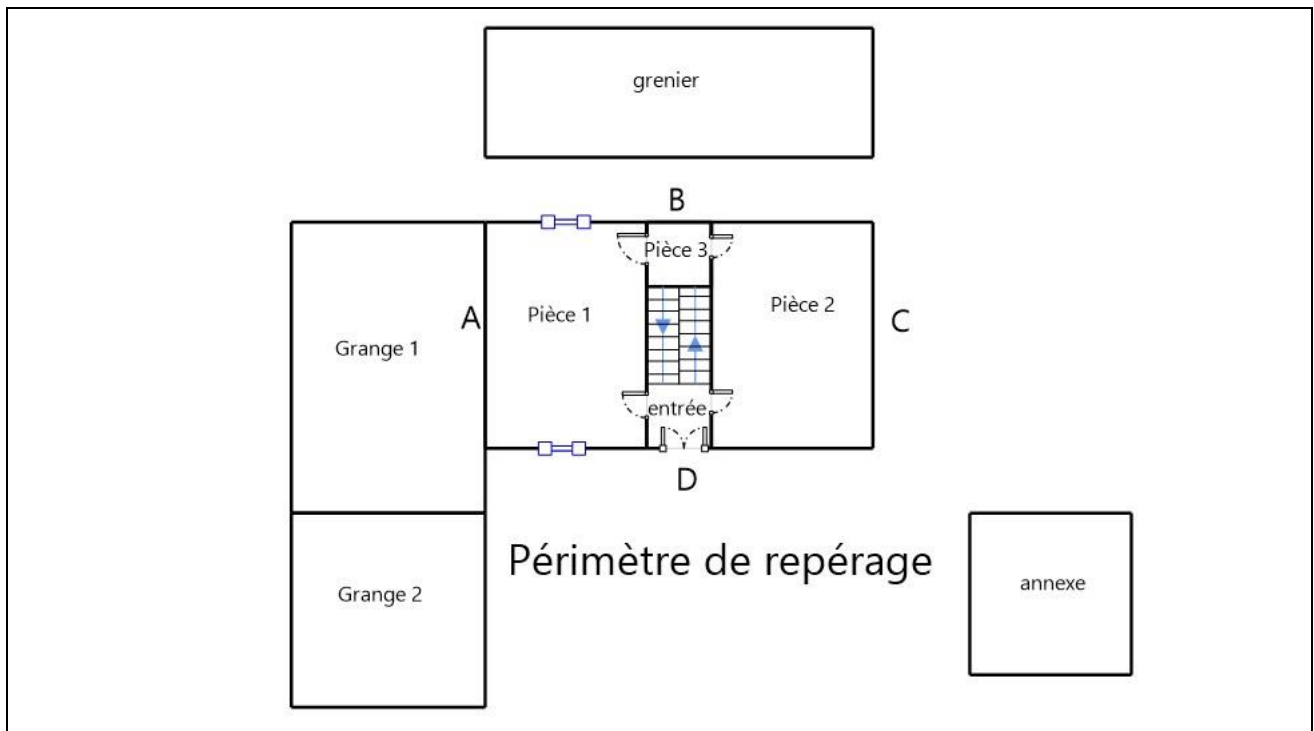 grenier
B
Pièce 3
Pièce 2
Pièce 1
A
C
Grange 1
entrée
D
Périmètre de repérage
annexe
Grange 2